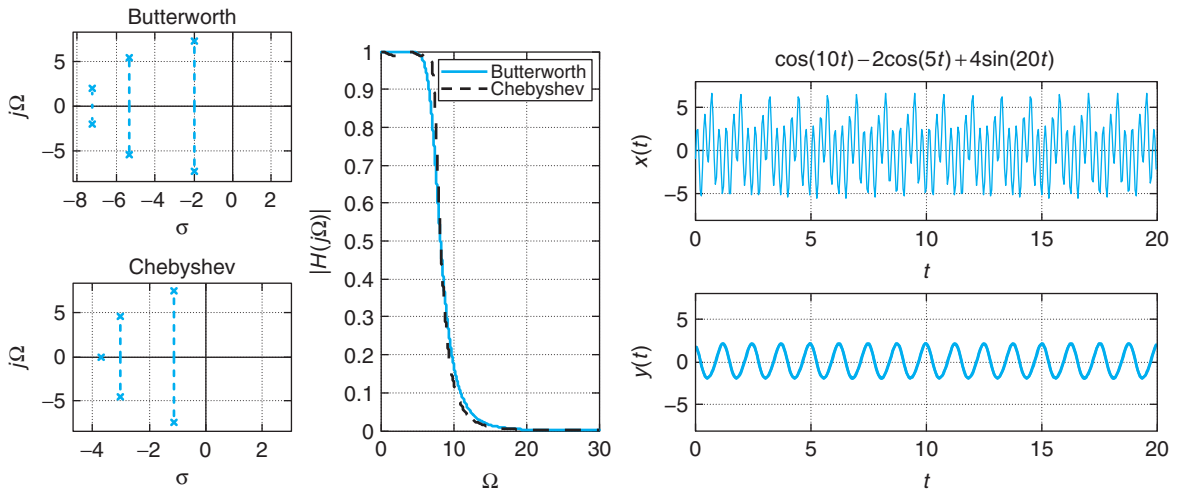 Butterworth
5
0
−5
−8 −6 −4 −2 0 2
σ
jΩ
Chebyshev
5
0
−5
−4 −2 0 2
σ
jΩ
1
0.9
0.8
0.7
0.6
0.5
0.4
0.3
0.2
0.1
0
0 10 20 30
Ω
|H(jΩ)|
Butterworth
Chebyshev
cos(10t)−2cos(5t)+4sin(20t)
5
0
−5
0 5 10 15 20
t
x(t)
5
0
−5
0 5 10 15 20
t
y(t)